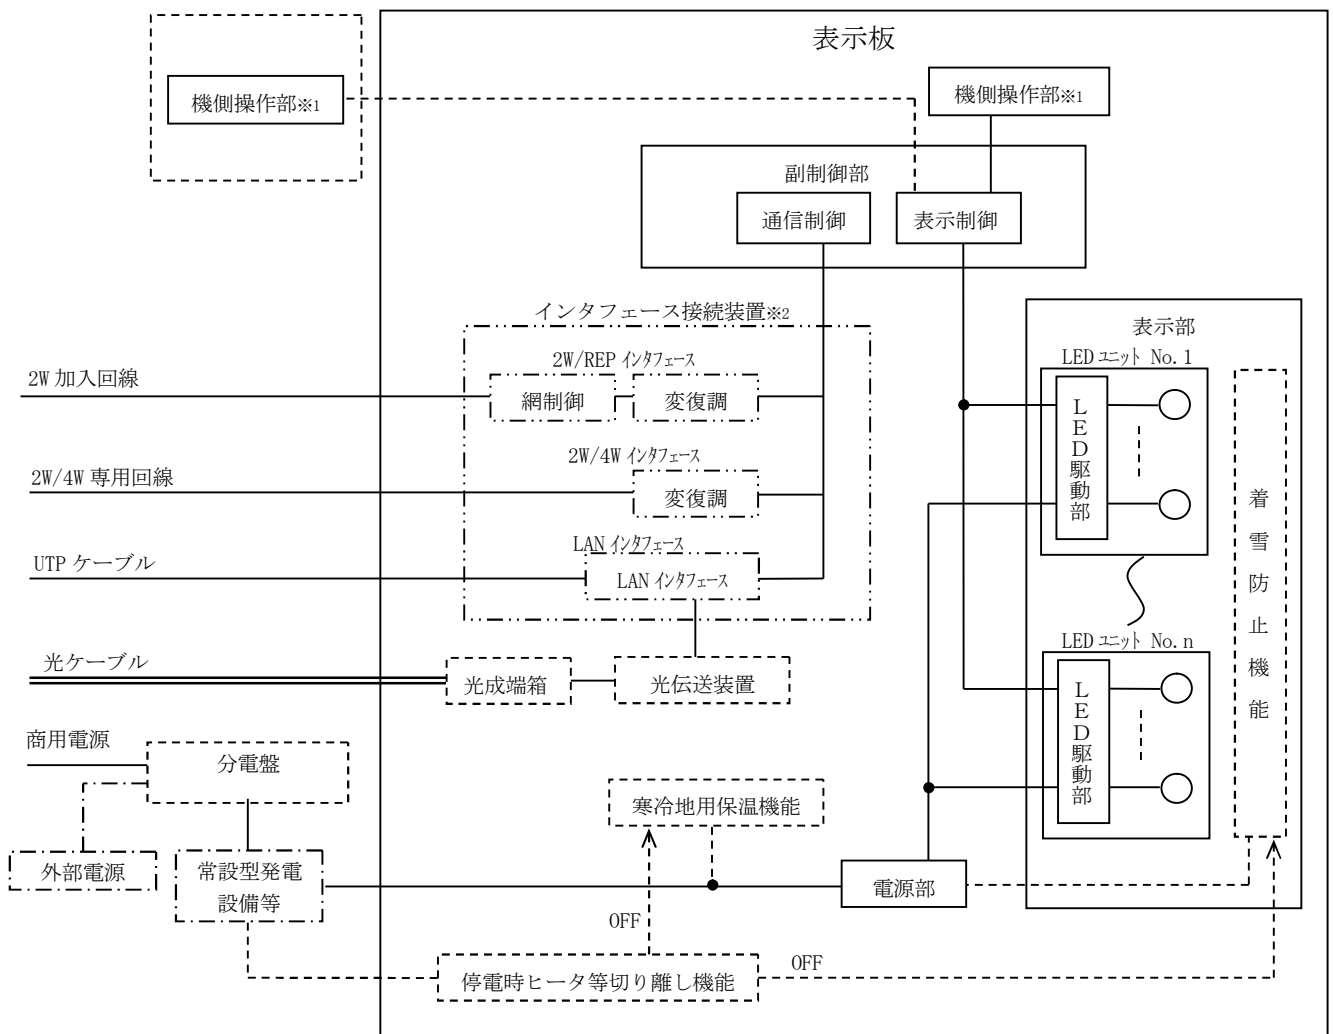 表示板
機側操作部※1
機側操作部※1
副制御部
通信制御
表示制御
インタフェース接続装置※2
2W/REP インタフェース
2W 加入回線
網制御
変復調
2W/4W インタフェース
2W/4W 専用回線
変復調
LAN インタフェース
UTP ケーブル
LAN インタフェース
光ケーブル
光成端箱
光伝送装置
表示部
LED ユニット No.1
LED駆動部
着雪防止機能
LED ユニット No.n
LED駆動部
商用電源
分電盤
寒冷地用保温機能
外部電源
常設型発電
設備等
電源部
OFF
停電時ヒータ等切り離し機能
OFF